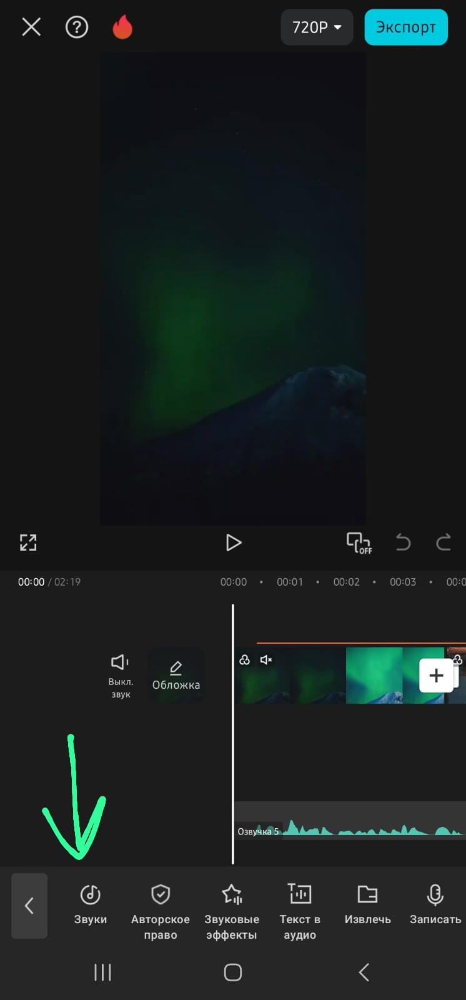 720P
Экспорт
OFF
00:00 / 02:19
00:00 00:01 00:02 00:03
Выкл.
звук
Обложка
Озвучка 5
Звуки
Авторское
право
Звуковые
эффекты
Текст в
аудио
Извлечь
Записать